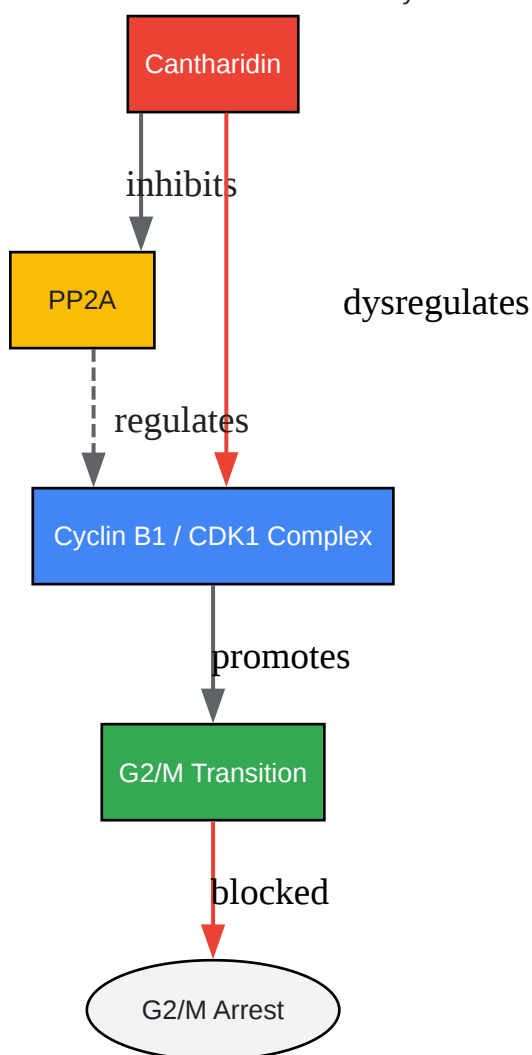 Cantharidin
inhibits
PP2A
dysregulates
regulates
Cyclin B1 / CDK1 Complex
promotes
G2/M Transition
blocked
G2/M Arrest